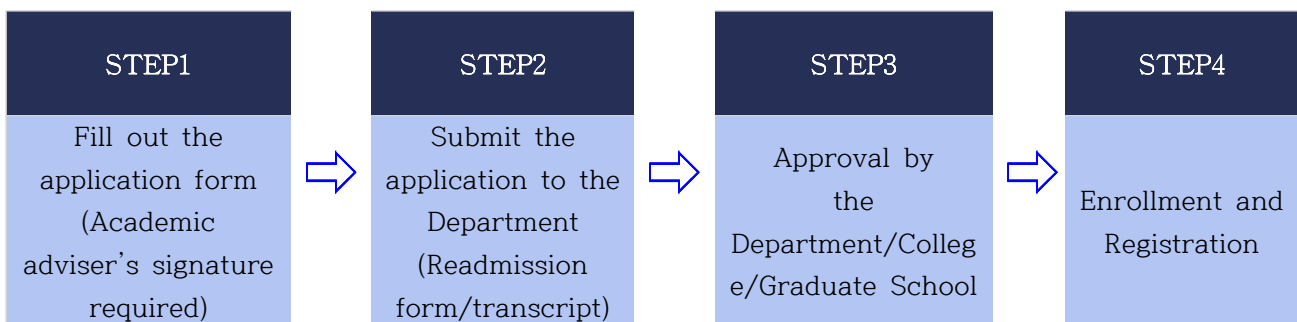 STEP1
Fill out the
application form
(Academic
adviser's signature
required)
STEP2
Submit the
application to the
Department
(Readmission
form/transcript)
STEP3
Approval by
the
Department/Colleg
e/Graduate School
STEP4
Enrollment and
Registration